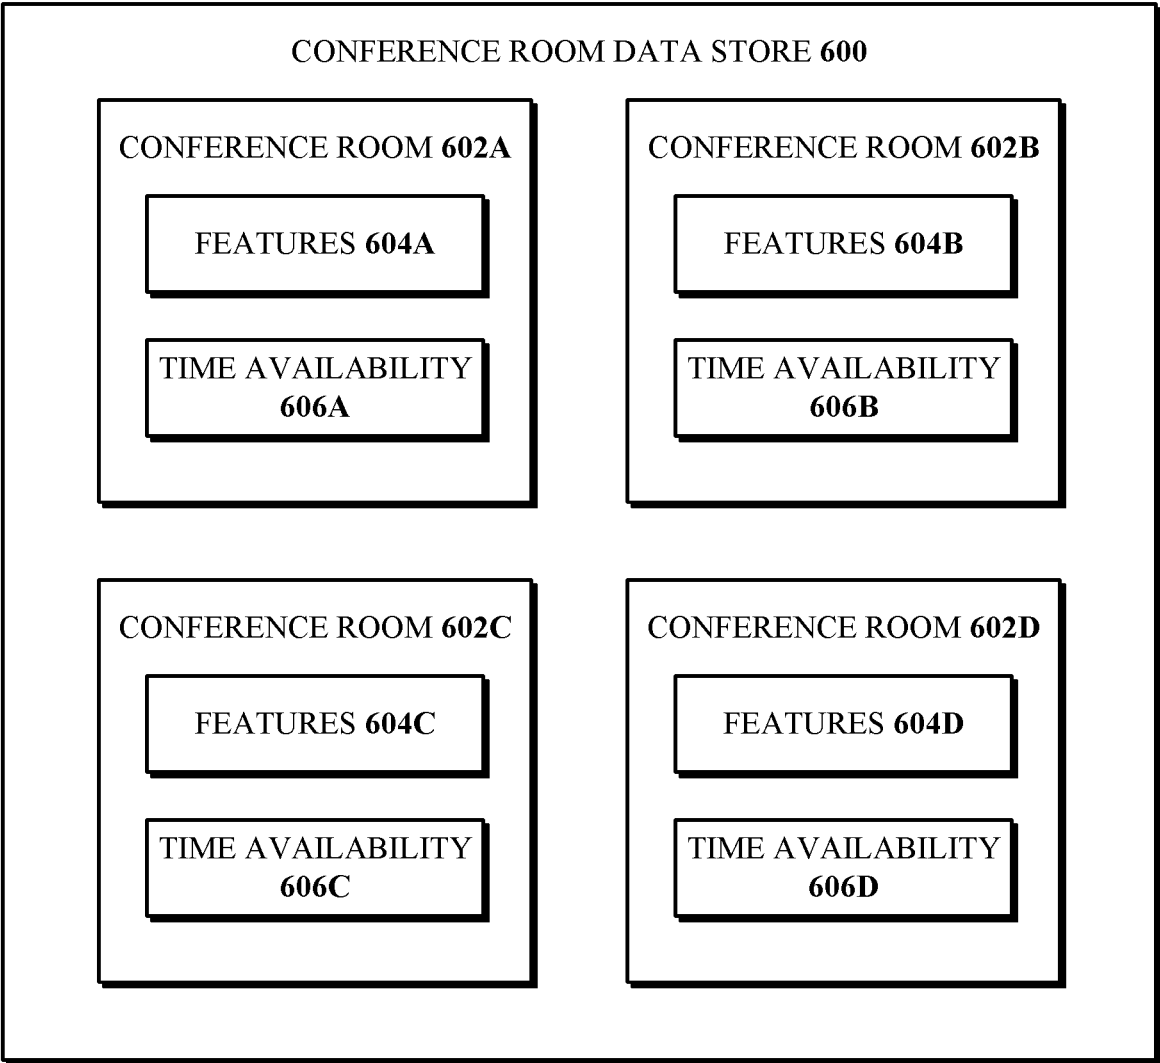 CONFERENCE ROOM DATA STORE 600
CONFERENCE ROOM 602A
FEATURES 604A
TIME AVAILABILITY
606A
CONFERENCE ROOM 602B
FEATURES 604B
TIME AVAILABILITY
606B
CONFERENCE ROOM 602C
FEATURES 604C
TIME AVAILABILITY
606C
CONFERENCE ROOM 602D
FEATURES 604D
TIME AVAILABILITY
606D